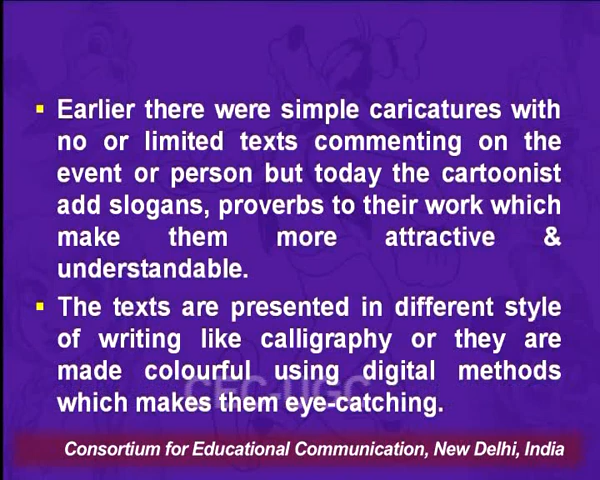 ▪ Earlier there were simple caricatures with
no or limited texts commenting on the
event or person but today the cartoonist
add slogans, proverbs to their work which
make them more attractive &
understandable.
▪ The texts are presented in different style
of writing like calligraphy or they are
made colourful using digital methods
which makes them eye-catching.
CEC-UGC
Consortium for Educational Communication, New Delhi, India